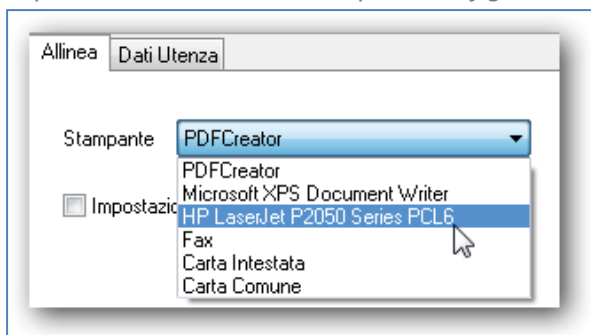 Allinea Dati Utenza
Stampante PDFCreator
PDFCreator
Microsoft XPS Document Writer
Impostazio
HP LaserJet P2050 Series PCL6
Fax
Carta Intestata
Carta Comune